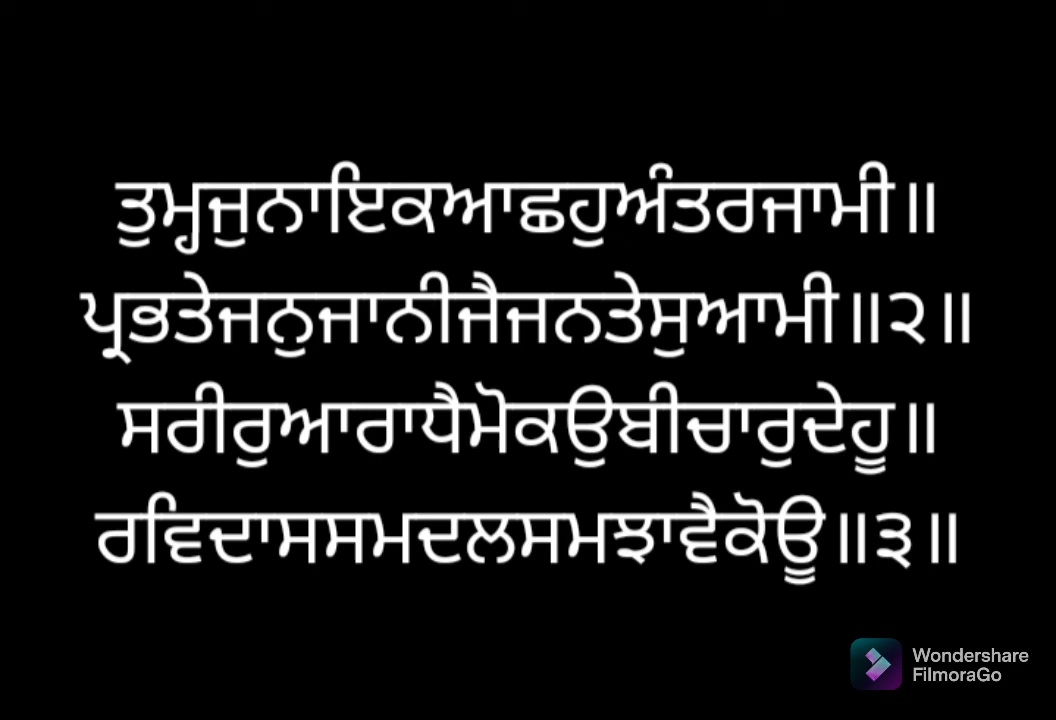 ਤੁਮ੍ਹਜੁਨਾਇਕਆਛਹੁਅੰਤਰਜਾਮੀ॥
ਪ੍ਰਭਤੇਜਨੁਜਾਨੀਜੈਜਨਤੇਸੁਆਮੀ॥੨॥
ਸਰੀਰੁਆਰਾਧੈਮੋਕਉਬੀਚਾਰੁਦੇਹੂ॥
ਰਵਿਦਾਸਸਮਦਲਸਮਝਾਵੈਕੋਊ॥੩॥
Wondershare
FilmoraGo